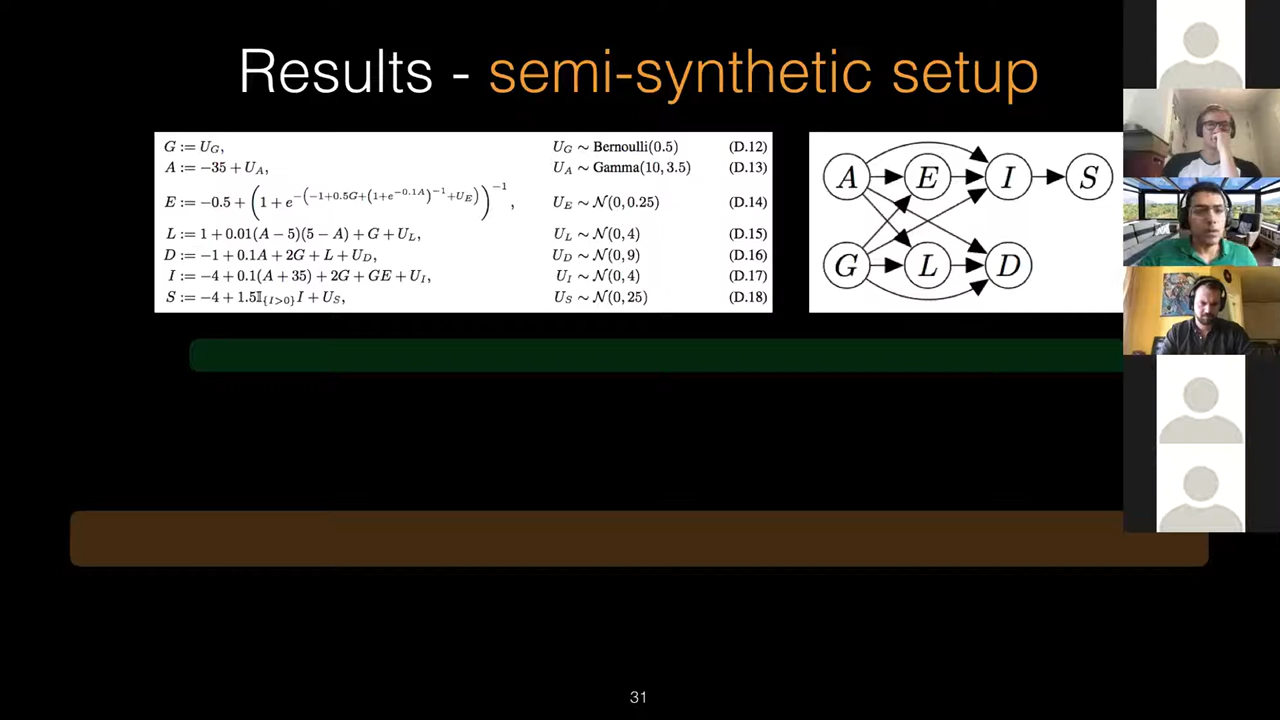 Results - semi-synthetic setup
G := U_G, U_G ∼ Bernoulli(0.5) (D.12)
A := −35 + U_A, U_A ∼ Gamma(10, 3.5) (D.13)
E := −0.5 + (1 + e^{−(−1+0.5G+(1+e^{−0.1A})^{−1}+U_E)})^{−1}, U_E ∼ N(0, 0.25) (D.14)
L := 1 + 0.01(A − 5)(5 − A) + G + U_L, U_L ∼ N(0, 4) (D.15)
D := −1 + 0.1A + 2G + L + U_D, U_D ∼ N(0, 9) (D.16)
I := −4 + 0.1(A + 35) + 2G + GE + U_I, U_I ∼ N(0, 4) (D.17)
S := −4 + 1.5𝕀_{{I>0}}I + U_S, U_S ∼ N(0, 25) (D.18)
A E I S
G L D
31